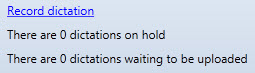 Record dictation
There are 0 dictations on hold
There are 0 dictations waiting to be uploaded